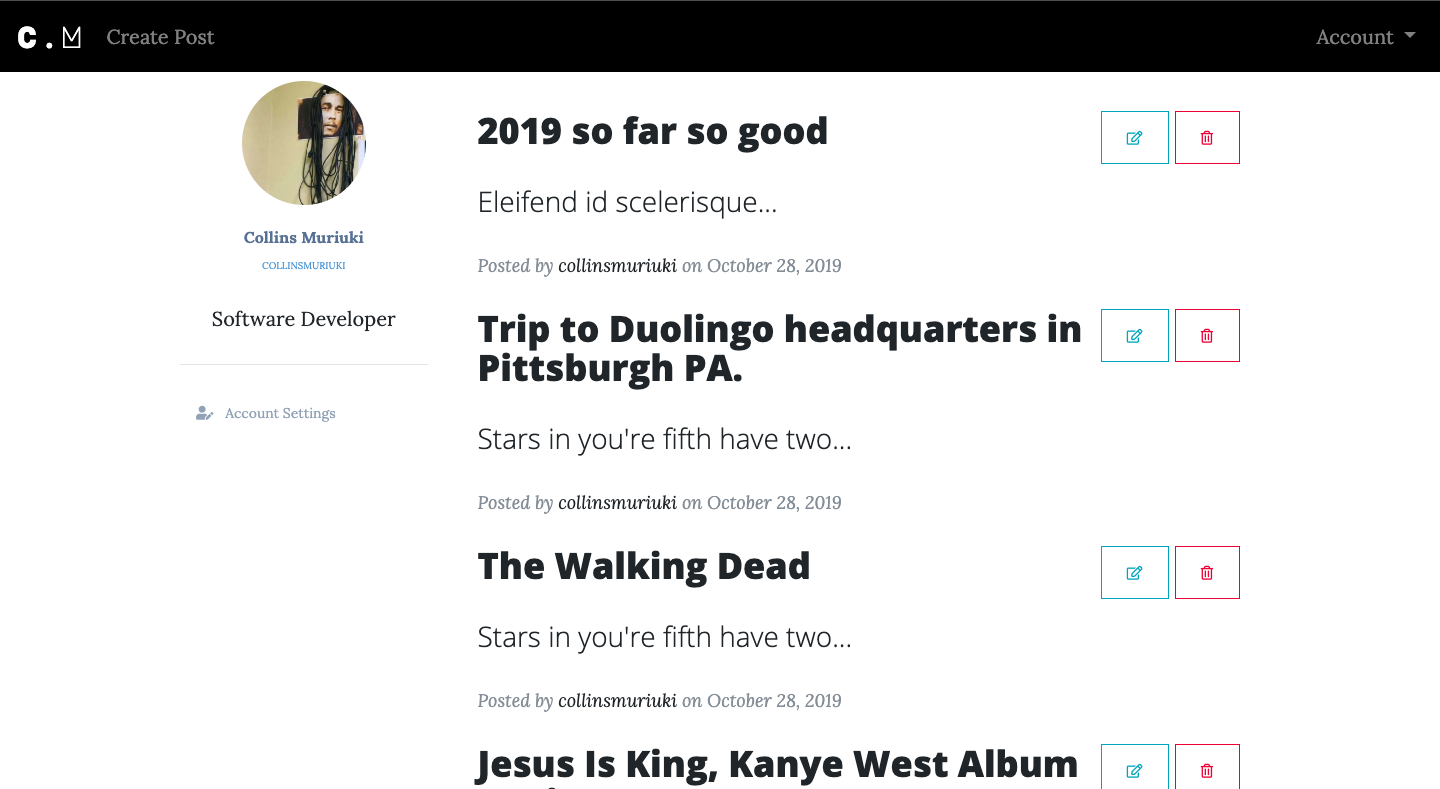 C.M Create Post Account
Collins Muriuki
COLLINSMURIUKI
Software Developer
Account Settings
2019 so far so good
Eleifend id scelerisque...
Posted by collinsmuriuki on October 28, 2019
Trip to Duolingo headquarters in
Pittsburgh PA.
Stars in you're fifth have two...
Posted by collinsmuriuki on October 28, 2019
The Walking Dead
Stars in you're fifth have two...
Posted by collinsmuriuki on October 28, 2019
Jesus Is King, Kanye West Album